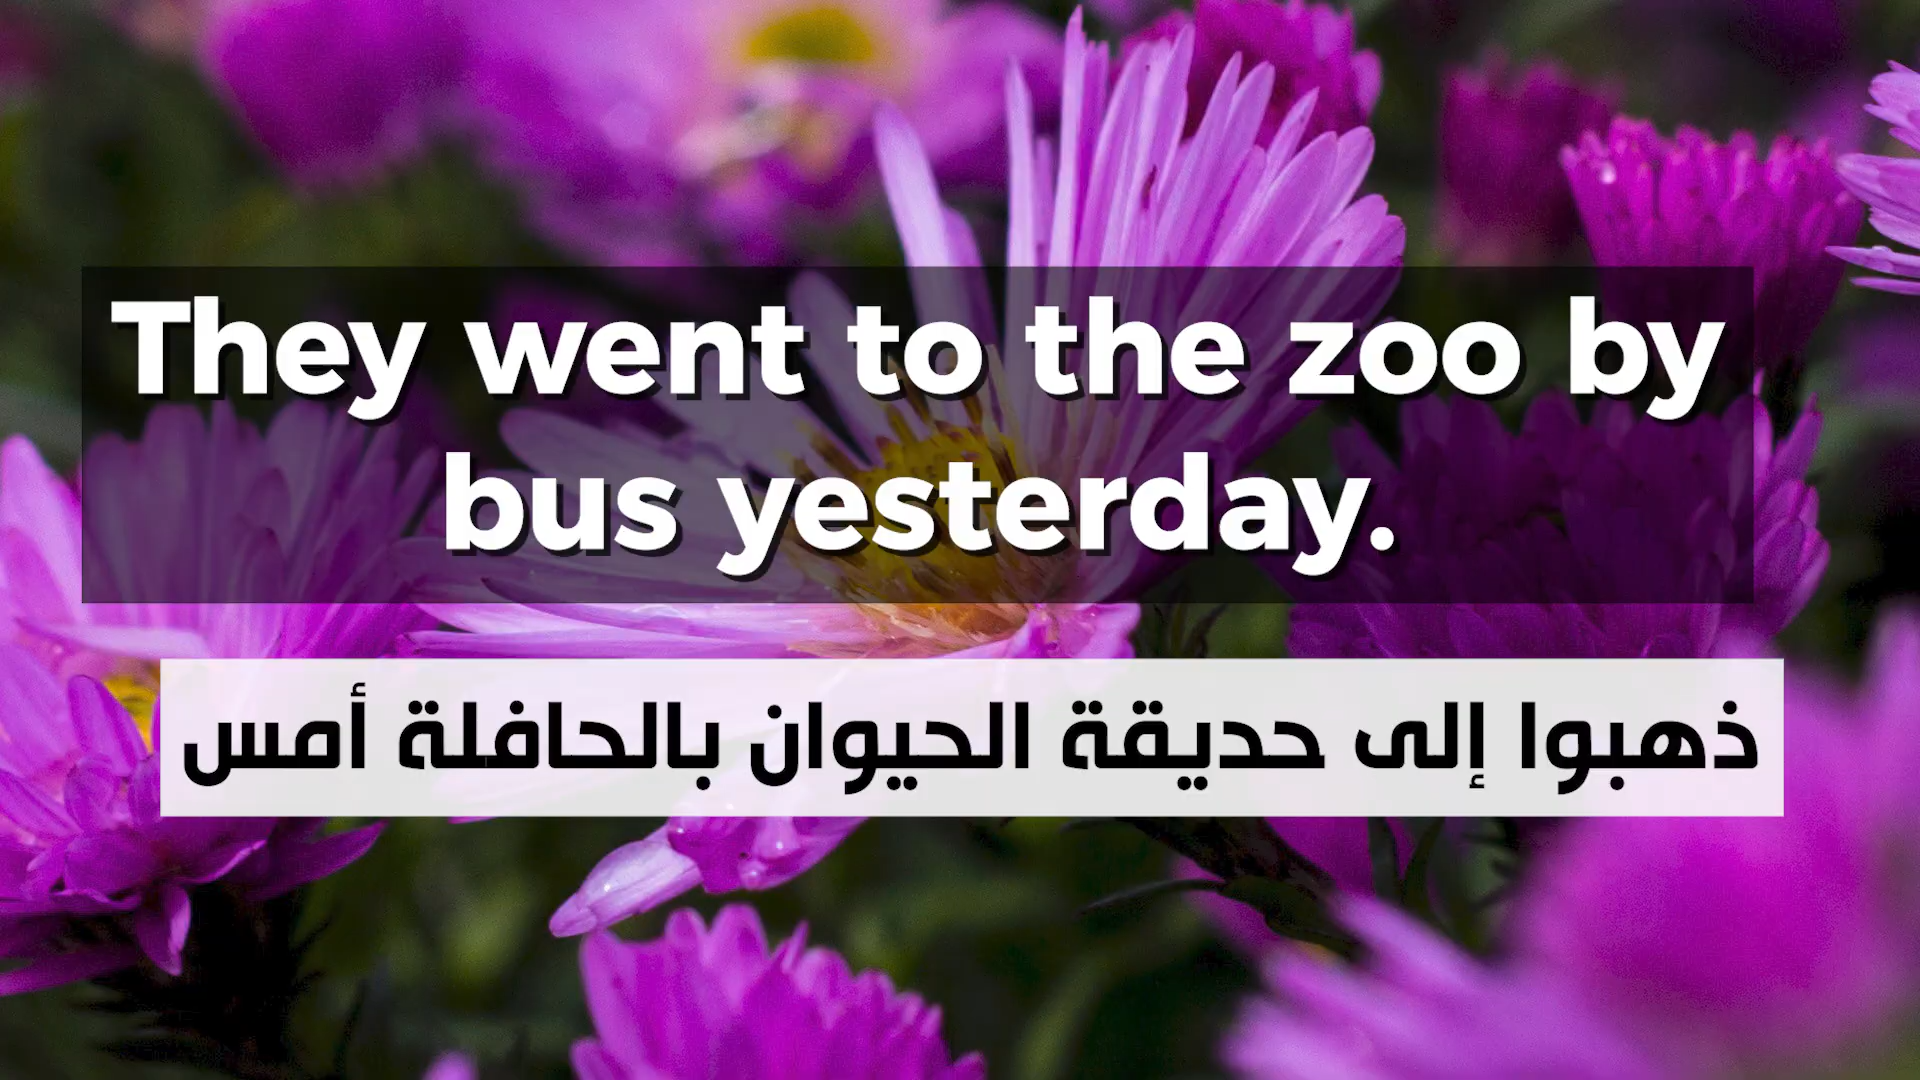 They went to the zoo by
bus yesterday.
ذهبوا إلى حديقة الحيوان بالحافلة أمس